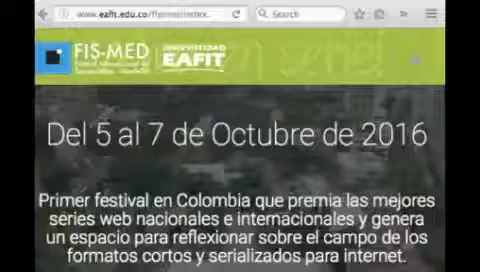 www.eafit.edu.co/fismed/index.
Search
FIS-MED
UNIVERSIDAD
EAFIT
Del 5 al 7 de Octubre de 2016
Primer festival en Colombia que premia las mejores
series web nacionales e internacionales y genera
un espacio para reflexionar sobre el campo de los
formatos cortos y serializados para internet.